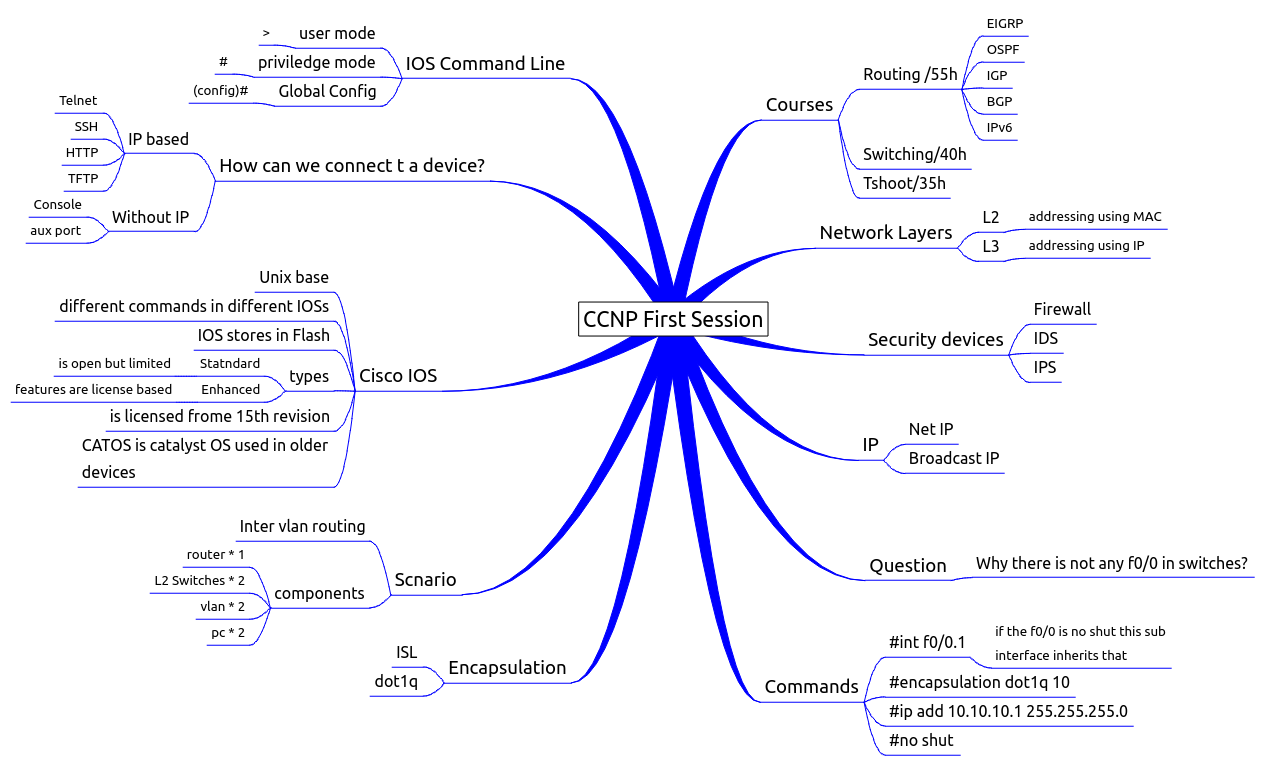 CCNP First Session
IOS Command Line
user mode
>
priviledge mode
#
Global Config
(config)#
How can we connect t a device?
IP based
Telnet
SSH
HTTP
TFTP
Without IP
Console
aux port
Cisco IOS
Unix base
different commands in different IOSs
IOS stores in Flash
types
Statndard
is open but limited
Enhanced
features are license based
is licensed frome 15th revision
CATOS is catalyst OS used in older
devices
Scnario
Inter vlan routing
components
router * 1
L2 Switches * 2
vlan * 2
pc * 2
Encapsulation
ISL
dot1q
Courses
Routing /55h
EIGRP
OSPF
IGP
BGP
IPv6
Switching/40h
Tshoot/35h
Network Layers
L2
addressing using MAC
L3
addressing using IP
Security devices
Firewall
IDS
IPS
IP
Net IP
Broadcast IP
Question
Why there is not any f0/0 in switches?
Commands
#int f0/0.1
if the f0/0 is no shut this sub
interface inherits that
#encapsulation dot1q 10
#ip add 10.10.10.1 255.255.255.0
#no shut